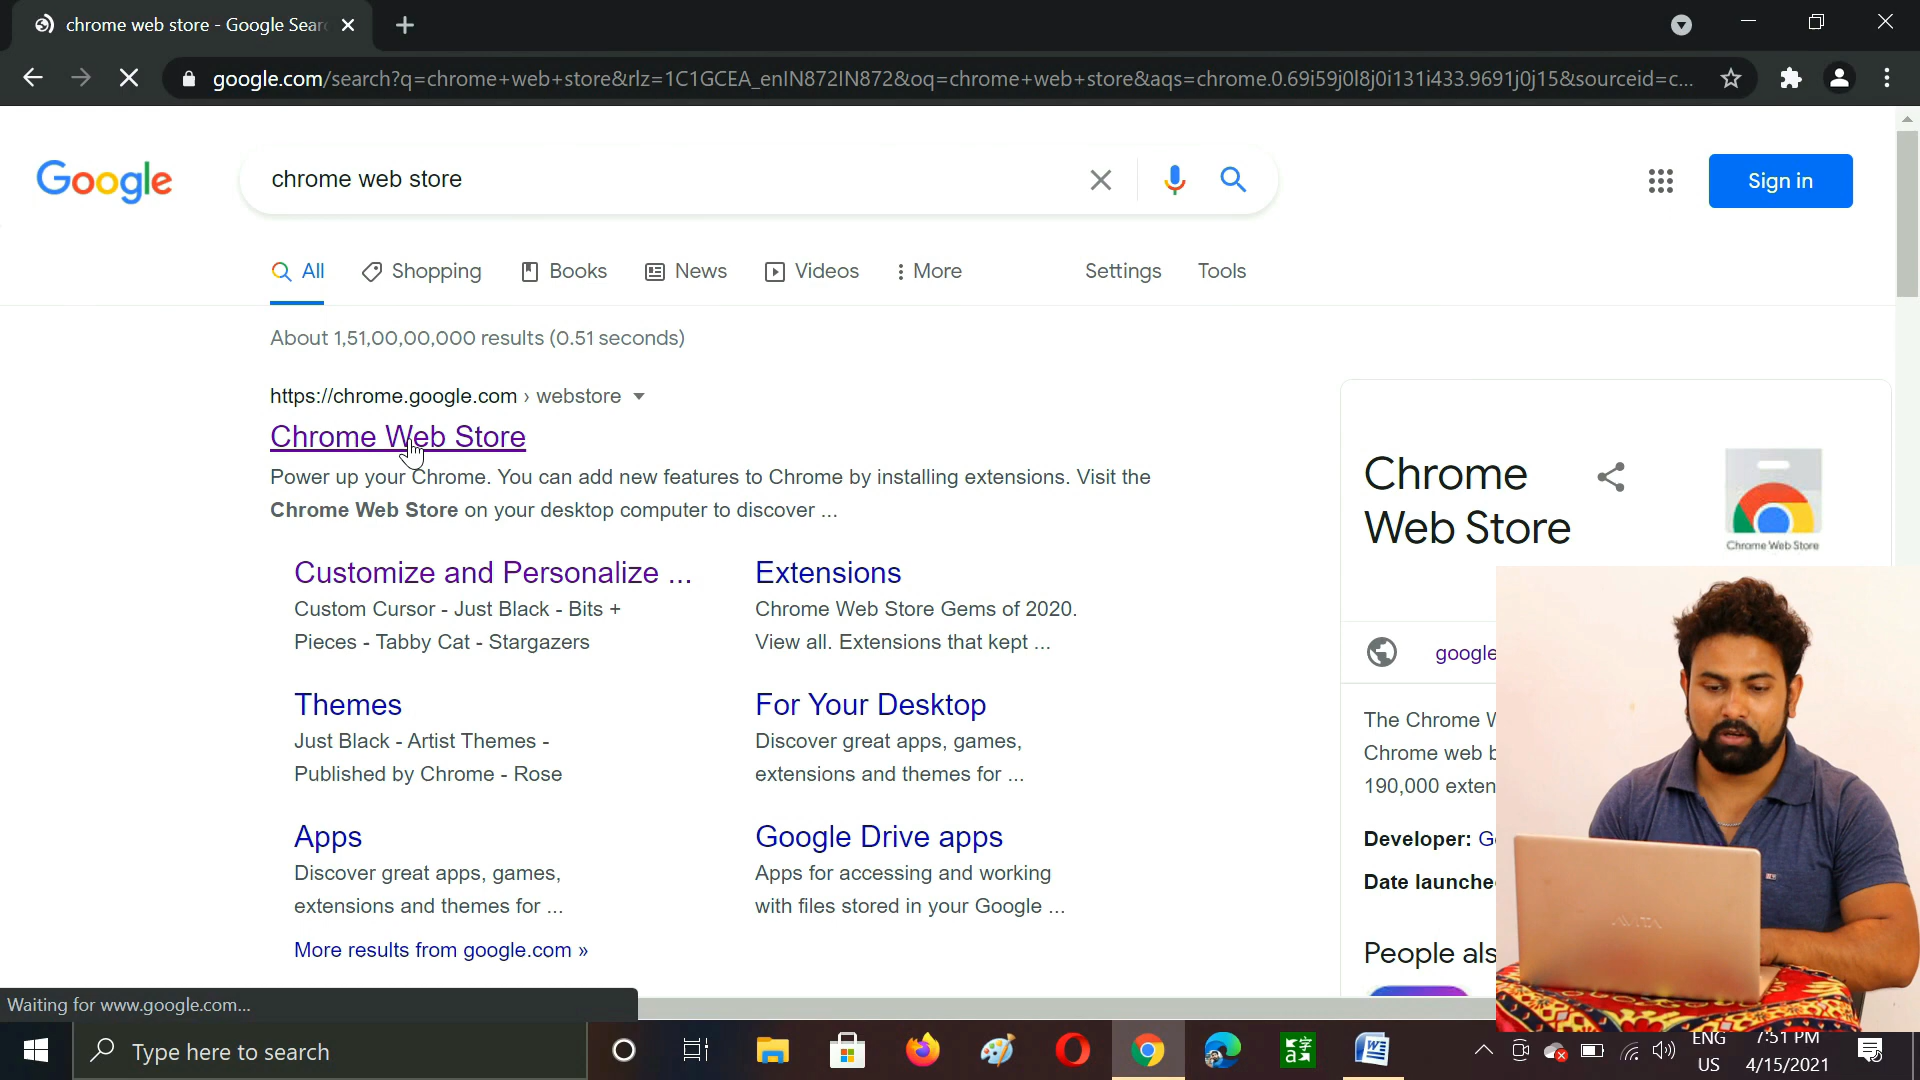 chrome web store - Google Sear
google.com/search?q=chrome+web+store&rlz=1C1GCEA_enIN872IN872&oq=chrome+web+store&aqs=chrome.0.69i59j0l8j0i131i433.9691j0j15&sourceid=c...
Google
chrome web store
Sign in
All
Shopping
Books
News
Videos
More
Settings
Tools
About 1,51,00,00,000 results (0.51 seconds)
https://chrome.google.com › webstore
Chrome Web Store
Power up your Chrome. You can add new features to Chrome by installing extensions. Visit the
Chrome Web Store on your desktop computer to discover ...
Customize and Personalize ...
Custom Cursor - Just Black - Bits +
Pieces - Tabby Cat - Stargazers
Extensions
Chrome Web Store Gems of 2020.
View all. Extensions that kept ...
Themes
Just Black - Artist Themes -
Published by Chrome - Rose
For Your Desktop
Discover great apps, games,
extensions and themes for ...
Apps
Discover great apps, games,
extensions and themes for ...
Google Drive apps
Apps for accessing and working
with files stored in your Google ...
More results from google.com »
Chrome
Web Store
Chrome Web Store
google
The Chrome
Chrome web
190,000 exten
Developer: G
Date launche
People als
Waiting for www.google.com...
Type here to search
ENG
US
7:51 PM
4/15/2021